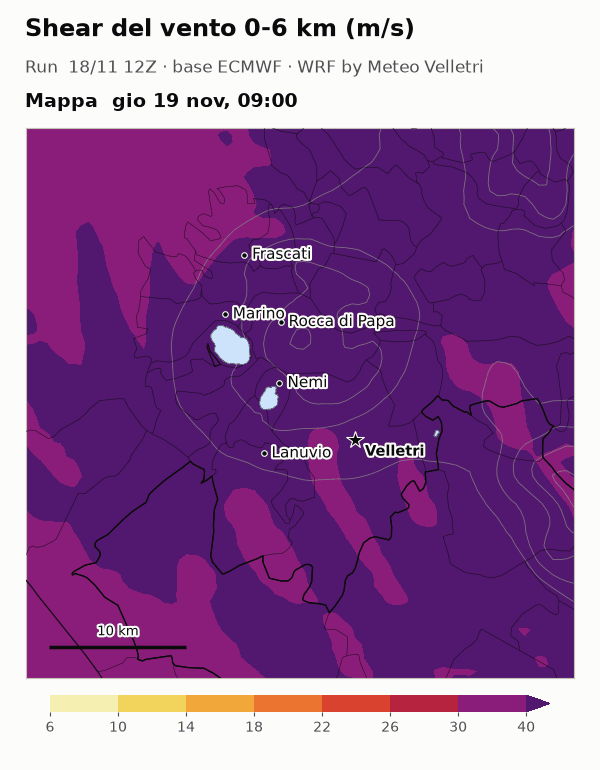 Shear del vento 0-6 km (m/s)
Run  18/11 12Z · base ECMWF · WRF by Meteo Velletri
Mappa  gio 19 nov, 09:00
Frascati
Marino
Rocca di Papa
Nemi
Velletri
Lanuvio
10 km
6 10 14 18 22 26 30 40